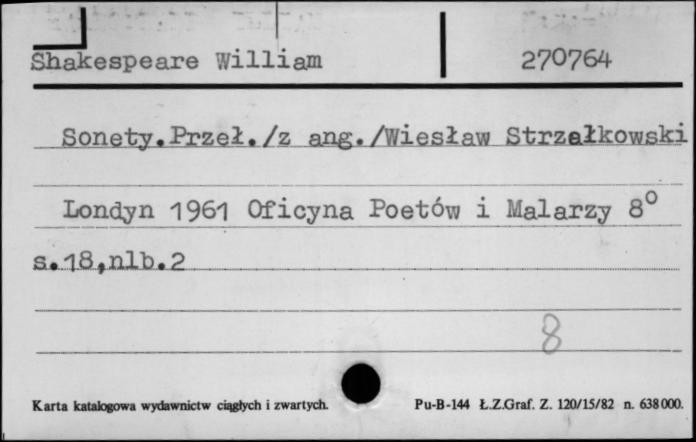 Shakespeare William 270764
Sonety.Przeł./z ang./Wiesław Strzałkowski
Londyn 1961 Oficyna Poetów i Malarzy 8º
s.18,nlb.2
8
Karta katalogowa wydawnictw ciągłych i zwartych. Pu-B-144 Ł.Z.Graf. Z. 120/15/82 n. 638000.